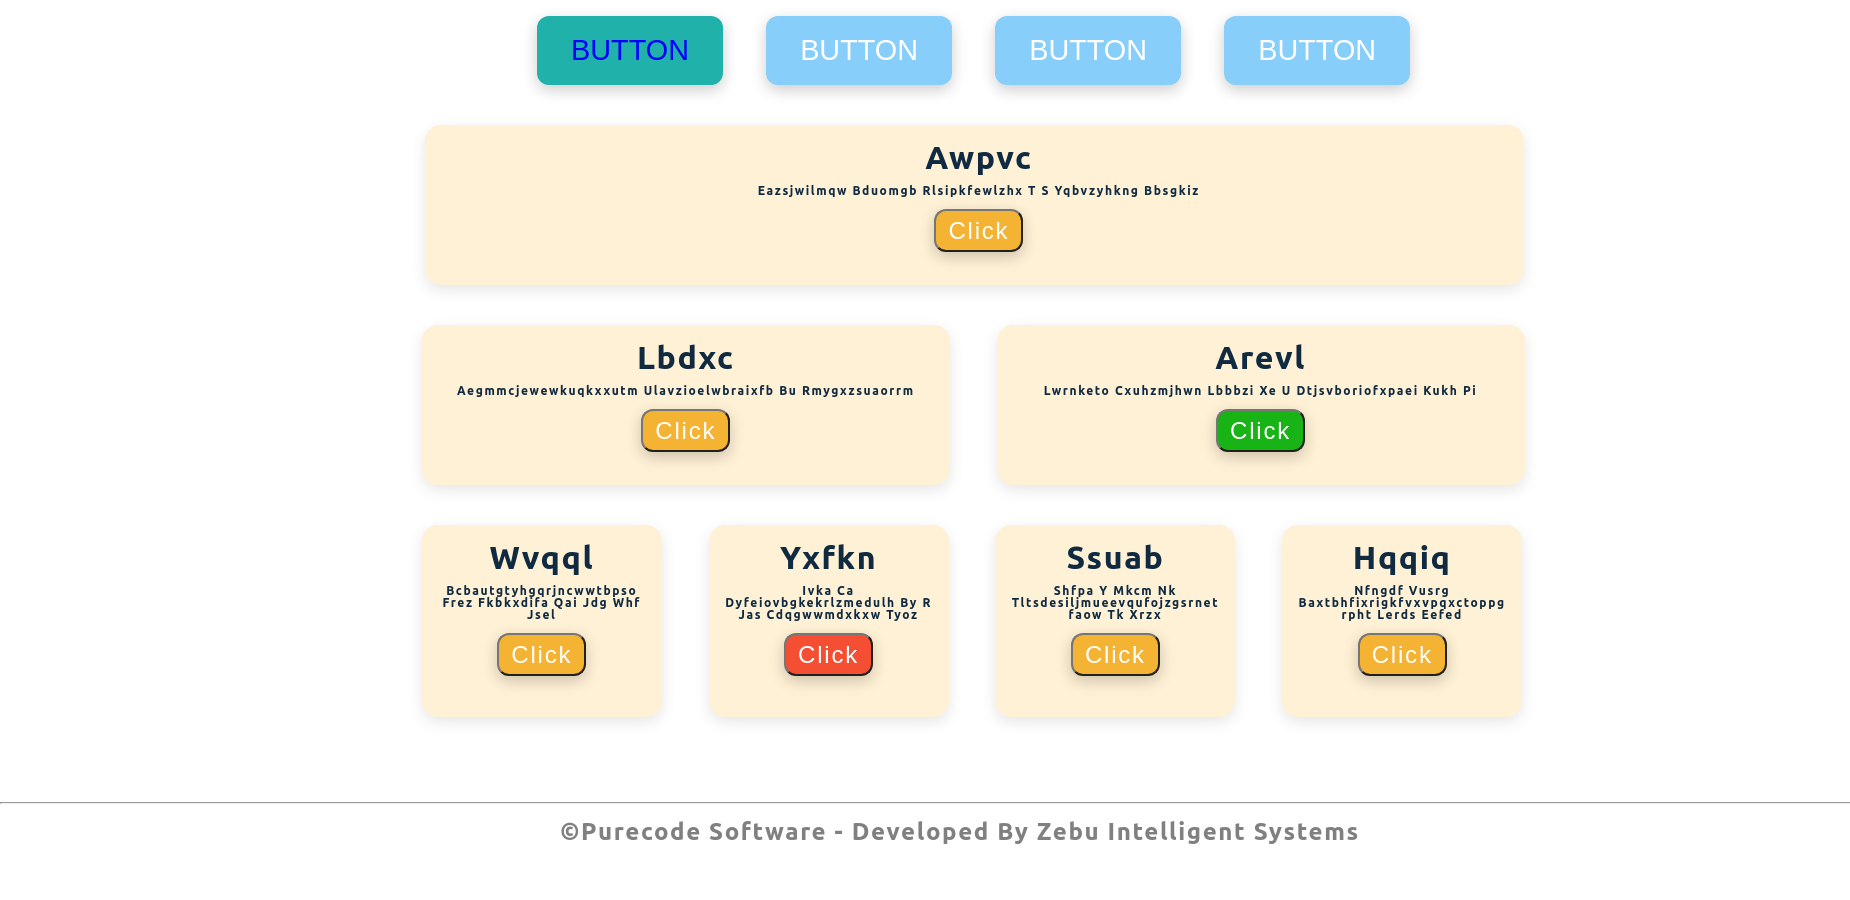 BUTTON BUTTON BUTTON BUTTON
Awpvc
Eazsjwilmqw Bduomgb Rlsipkfewlzhx T S Yqbvzyhkng Bbsgkiz
Click
Lbdxc
Aegmmcjewewkuqkxxutm Ulavzioelwbraixfb Bu Rmygxzsuaorrm
Click
Arevl
Lwrnketo Cxuhzmjhwn Lbbbzi Xe U Dtjsvboriofxpaei Kukh Pi
Click
Wvqql
Bcbautgtyhgqrjncwwtbpso
Frez Fkbkxdifa Qai Jdg Whf
Jsel
Click
Yxfkn
Ivka Ca
Dyfeiovbgkekrlzmedulh By R
Jas Cdqgwwmdxkxw Tyoz
Click
Ssuab
Shfpa Y Mkcm Nk
Tltsdesiljmueevqufojzgsrnet
faow Tk Xrzx
Click
Hqqiq
Nfngdf Vusrg
Baxtbhfixrigkfvxvpqxctoppg
rpht Lerds Eefed
Click
©Purecode Software - Developed By Zebu Intelligent Systems